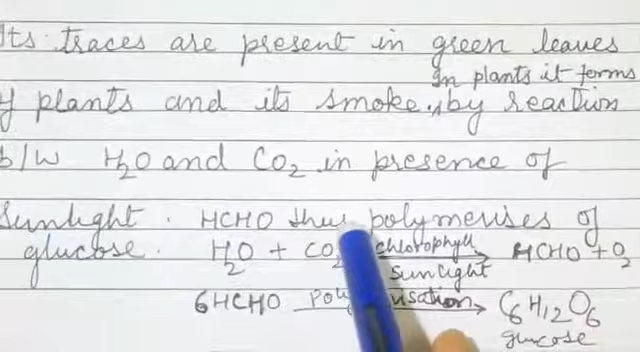 Its traces are present in green leaves
In plants it forms
of plants and its smoke, by reaction
b/w H2O and CO2 in presence of
Sunlight. HCHO thus polymerises of
glucose. H2O + CO2 chlorophyll sunlight → HCHO + O2
6HCHO → C6H12O6
glucose